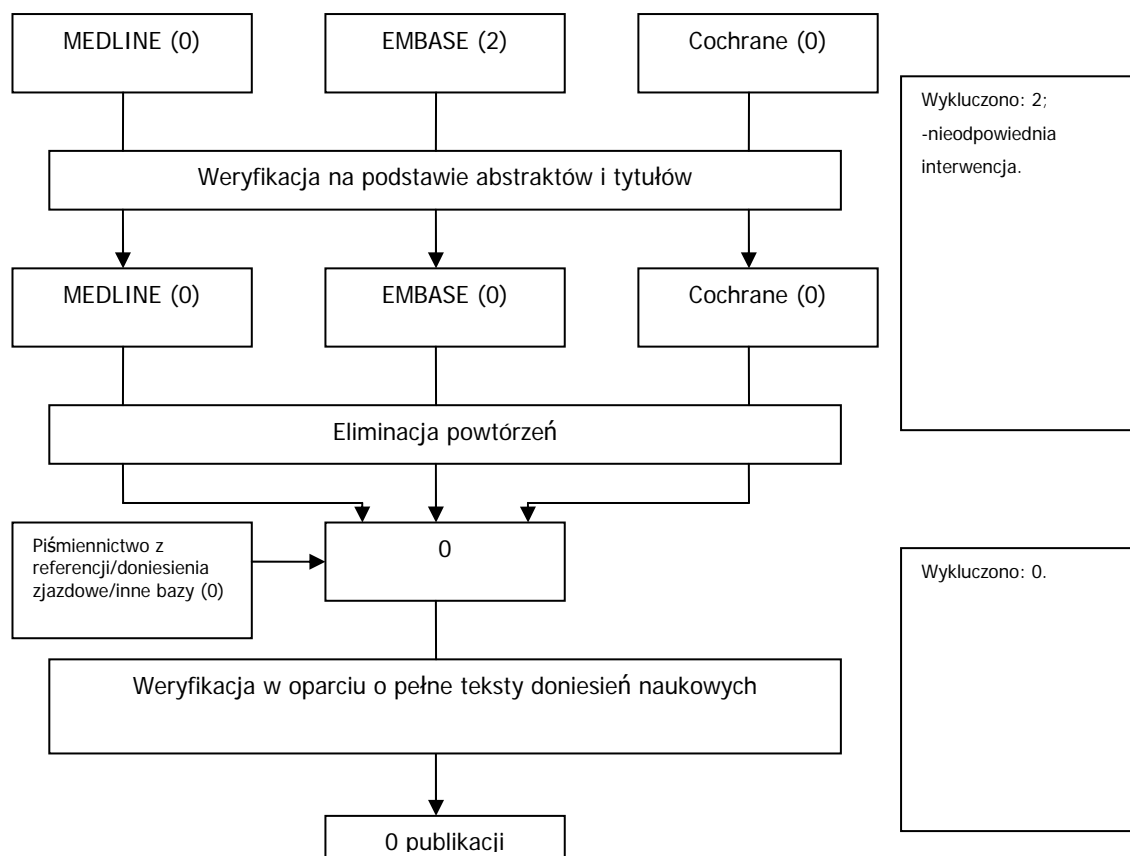 MEDLINE (0)
EMBASE (2)
Cochrane (0)
Wykluczono: 2;
-nieodpowiednia
interwencja.
Weryfikacja na podstawie abstraktów i tytułów
MEDLINE (0)
EMBASE (0)
Cochrane (0)
Eliminacja powtórzeń
Piśmiennictwo z
referencji/doniesienia
zjazdowe/inne bazy (0)
0
Wykluczono: 0.
Weryfikacja w oparciu o pełne teksty doniesień naukowych
0 publikacji